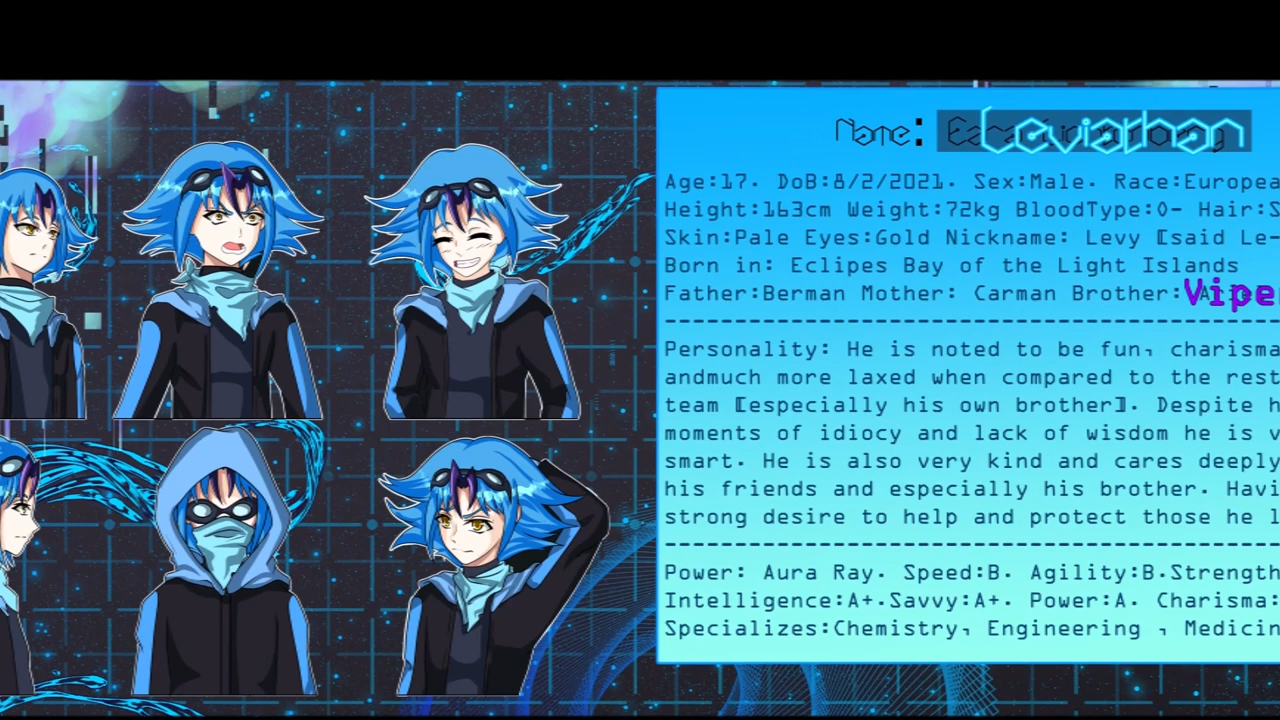 Name: Leviathan
Age:17. DoB:8/2/2021. Sex:Male. Race:Europea
Height:163cm Weight:72kg BloodType:O- Hair:S
Skin:Pale Eyes:Gold Nickname: Levy [said Le-
Born in: Eclipes Bay of the Light Islands
Father:Berman Mother: Carman Brother:Vipe
Personality: He is noted to be fun, charisma
andmuch more laxed when compared to the rest
team [especially his own brother]. Despite h
moments of idiocy and lack of wisdom he is v
smart. He is also very kind and cares deeply
his friends and especially his brother. Havi
strong desire to help and protect those he l
Power: Aura Ray. Speed:B. Agility:B.Strength
Intelligence:A+.Savvy:A+. Power:A. Charisma:
Specializes:Chemistry, Engineering , Medicin